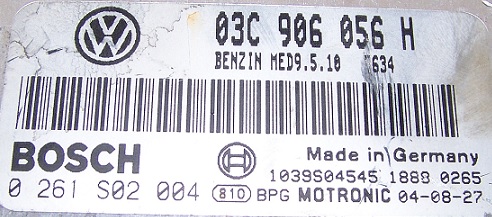 03C 906 056 H
BENZIN MED9.5.10 7634
BOSCH
Made in Germany
1039S04545 1888 0265
0 261 S02 004 810 BPG MOTRONIC 04-08-27